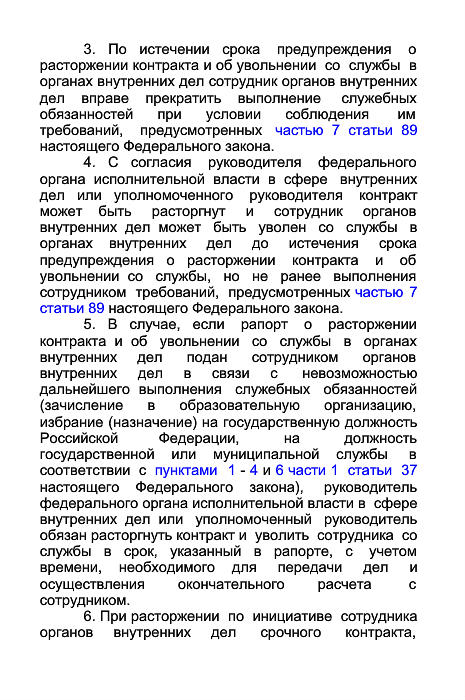 3. По истечении срока предупреждения о
расторжении контракта и об увольнении со службы в
органах внутренних дел сотрудник органов внутренних
дел вправе прекратить выполнение служебных
обязанностей при условии соблюдения им
требований, предусмотренных частью 7 статьи 89
настоящего Федерального закона.
4. С согласия руководителя федерального
органа исполнительной власти в сфере внутренних
дел или уполномоченного руководителя контракт
может быть расторгнут и сотрудник органов
внутренних дел может быть уволен со службы в
органах внутренних дел до истечения срока
предупреждения о расторжении контракта и об
увольнении со службы, но не ранее выполнения
сотрудником требований, предусмотренных частью 7
статьи 89 настоящего Федерального закона.
5. В случае, если рапорт о расторжении
контракта и об увольнении со службы в органах
внутренних дел подан сотрудником органов
внутренних дел в связи с невозможностью
дальнейшего выполнения служебных обязанностей
(зачисление в образовательную организацию,
избрание (назначение) на государственную должность
Российской Федерации, на должность
государственной или муниципальной службы в
соответствии с пунктами 1 - 4 и 6 части 1 статьи 37
настоящего Федерального закона), руководитель
федерального органа исполнительной власти в сфере
внутренних дел или уполномоченный руководитель
обязан расторгнуть контракт и уволить сотрудника со
службы в срок, указанный в рапорте, с учетом
времени, необходимого для передачи дел и
осуществления окончательного расчета с
сотрудником.
6. При расторжении по инициативе сотрудника
органов внутренних дел срочного контракта,